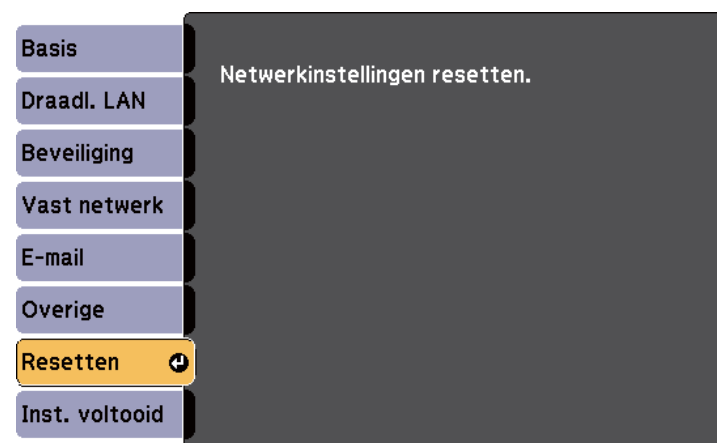 Basis
Draadl. LAN
Beveiliging
Vast netwerk
E-mail
Overige
Resetten
Inst. voltooid
Netwerkinstellingen resetten.